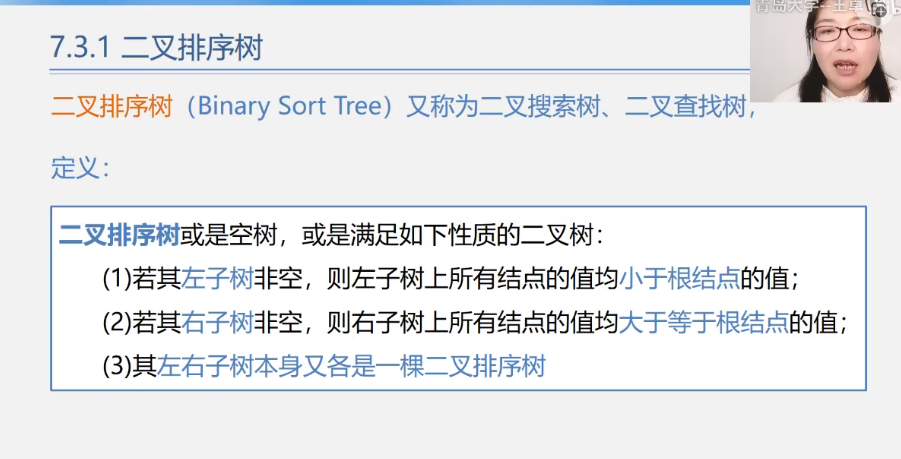 青岛大学--王卓
7.3.1 二叉排序树
二叉排序树（Binary Sort Tree）又称为二叉搜索树、二叉查找树，
定义：
二叉排序树或是空树，或是满足如下性质的二叉树：
(1)若其左子树非空，则左子树上所有结点的值均小于根结点的值；
(2)若其右子树非空，则右子树上所有结点的值均大于等于根结点的值；
(3)其左右子树本身又各是一棵二叉排序树